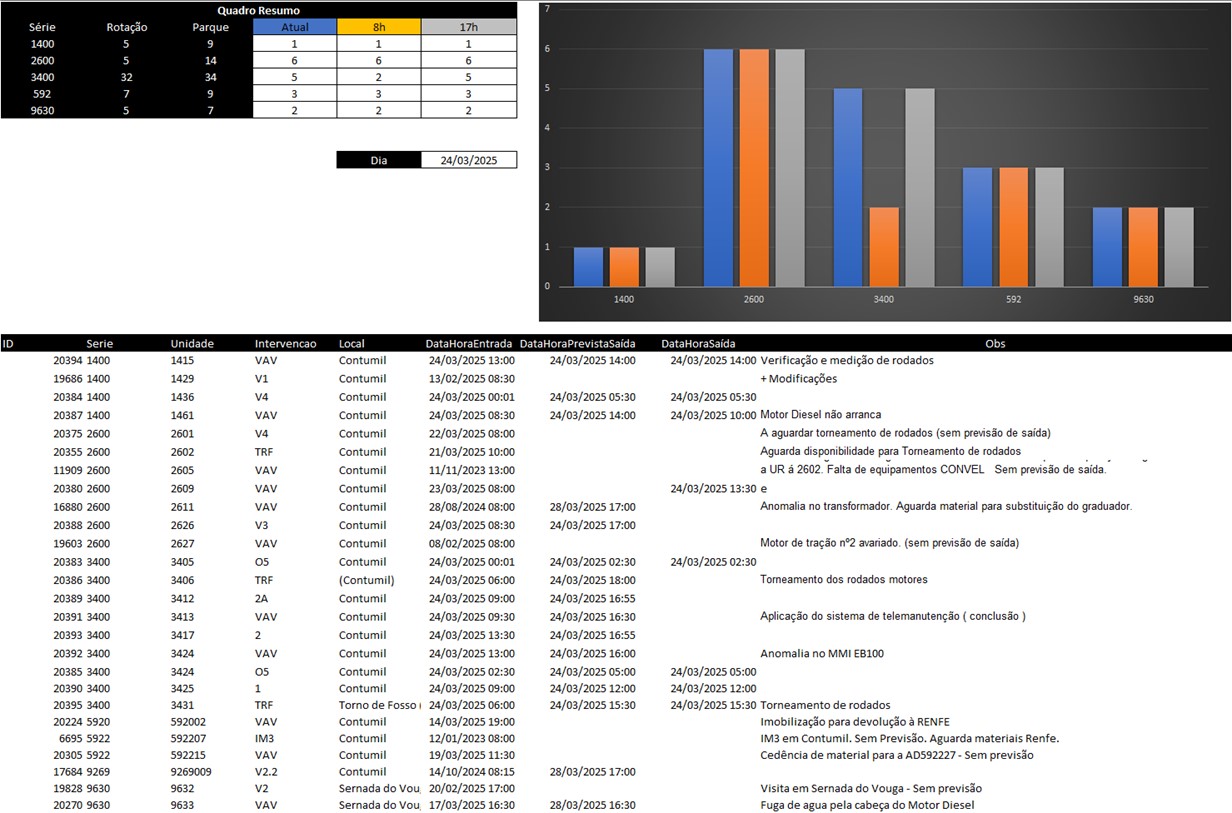 Quadro Resumo
Série Rotação Parque Atual 8h 17h
1400 5 9 1 1 1
2600 5 14 6 6 6
3400 32 34 5 2 5
592 7 9 3 3 3
9630 5 7 2 2 2
Dia 24/03/2025
7
6
5
4
3
2
1
0
1400 2600 3400 592 9630
ID Serie Unidade Intervencao Local DataHoraEntrada DataHoraPrevistaSaída DataHoraSaída Obs
20394 1400 1415 VAV Contumil 24/03/2025 13:00 24/03/2025 14:00 24/03/2025 14:00 Verificação e medição de rodados
19686 1400 1429 V1 Contumil 13/02/2025 08:30 + Modificações
20384 1400 1436 V4 Contumil 24/03/2025 00:01 24/03/2025 05:30 24/03/2025 05:30
20387 1400 1461 VAV Contumil 24/03/2025 08:30 24/03/2025 14:00 24/03/2025 10:00 Motor Diesel não arranca
20375 2600 2601 V4 Contumil 22/03/2025 08:00 A aguardar torneamento de rodados (sem previsão de saída)
20355 2600 2602 TRF Contumil 21/03/2025 10:00 Aguarda disponibilidade para Torneamento de rodados
11909 2600 2605 VAV Contumil 11/11/2023 13:00 a UR á 2602. Falta de equipamentos CONVEL Sem previsão de saída.
20380 2600 2609 VAV Contumil 23/03/2025 08:00 24/03/2025 13:30 e
16880 2600 2611 VAV Contumil 28/08/2024 08:00 28/03/2025 17:00 Anomalia no transformador. Aguarda material para substituição do graduador.
20388 2600 2626 V3 Contumil 24/03/2025 08:30 24/03/2025 17:00
19603 2600 2627 VAV Contumil 08/02/2025 08:00 Motor de tração nº2 avariado. (sem previsão de saída)
20383 3400 3405 O5 Contumil 24/03/2025 00:01 24/03/2025 02:30 24/03/2025 02:30
20386 3400 3406 TRF (Contumil) 24/03/2025 06:00 24/03/2025 18:00 Torneamento dos rodados motores
20389 3400 3412 2A Contumil 24/03/2025 09:00 24/03/2025 16:55
20391 3400 3413 VAV Contumil 24/03/2025 09:30 24/03/2025 16:30 Aplicação do sistema de telemanutenção ( conclusão )
20393 3400 3417 2 Contumil 24/03/2025 13:30 24/03/2025 16:55
20392 3400 3424 VAV Contumil 24/03/2025 13:00 24/03/2025 16:00 Anomalia no MMI EB100
20385 3400 3424 O5 Contumil 24/03/2025 02:30 24/03/2025 05:00 24/03/2025 05:00
20390 3400 3425 1 Contumil 24/03/2025 09:00 24/03/2025 12:00 24/03/2025 12:00
20395 3400 3431 TRF Torno de Fosso ( 24/03/2025 06:00 24/03/2025 15:30 24/03/2025 15:30 Torneamento de rodados
20224 5920 592002 VAV Contumil 14/03/2025 19:00 Imobilização para devolução à RENFE
6695 5922 592207 IM3 Contumil 12/01/2023 08:00 IM3 em Contumil. Sem Previsão. Aguarda materiais Renfe.
20305 5922 592215 VAV Contumil 19/03/2025 11:30 Cedência de material para a AD592227 - Sem previsão
17684 9269 9269009 V2.2 Contumil 14/10/2024 08:15 28/03/2025 17:00
19828 9630 9632 V2 Sernada do Vou 20/02/2025 17:00 Visita em Sernada do Vouga - Sem previsão
20270 9630 9633 VAV Sernada do Vou 17/03/2025 16:30 28/03/2025 16:30 Fuga de agua pela cabeça do Motor Diesel